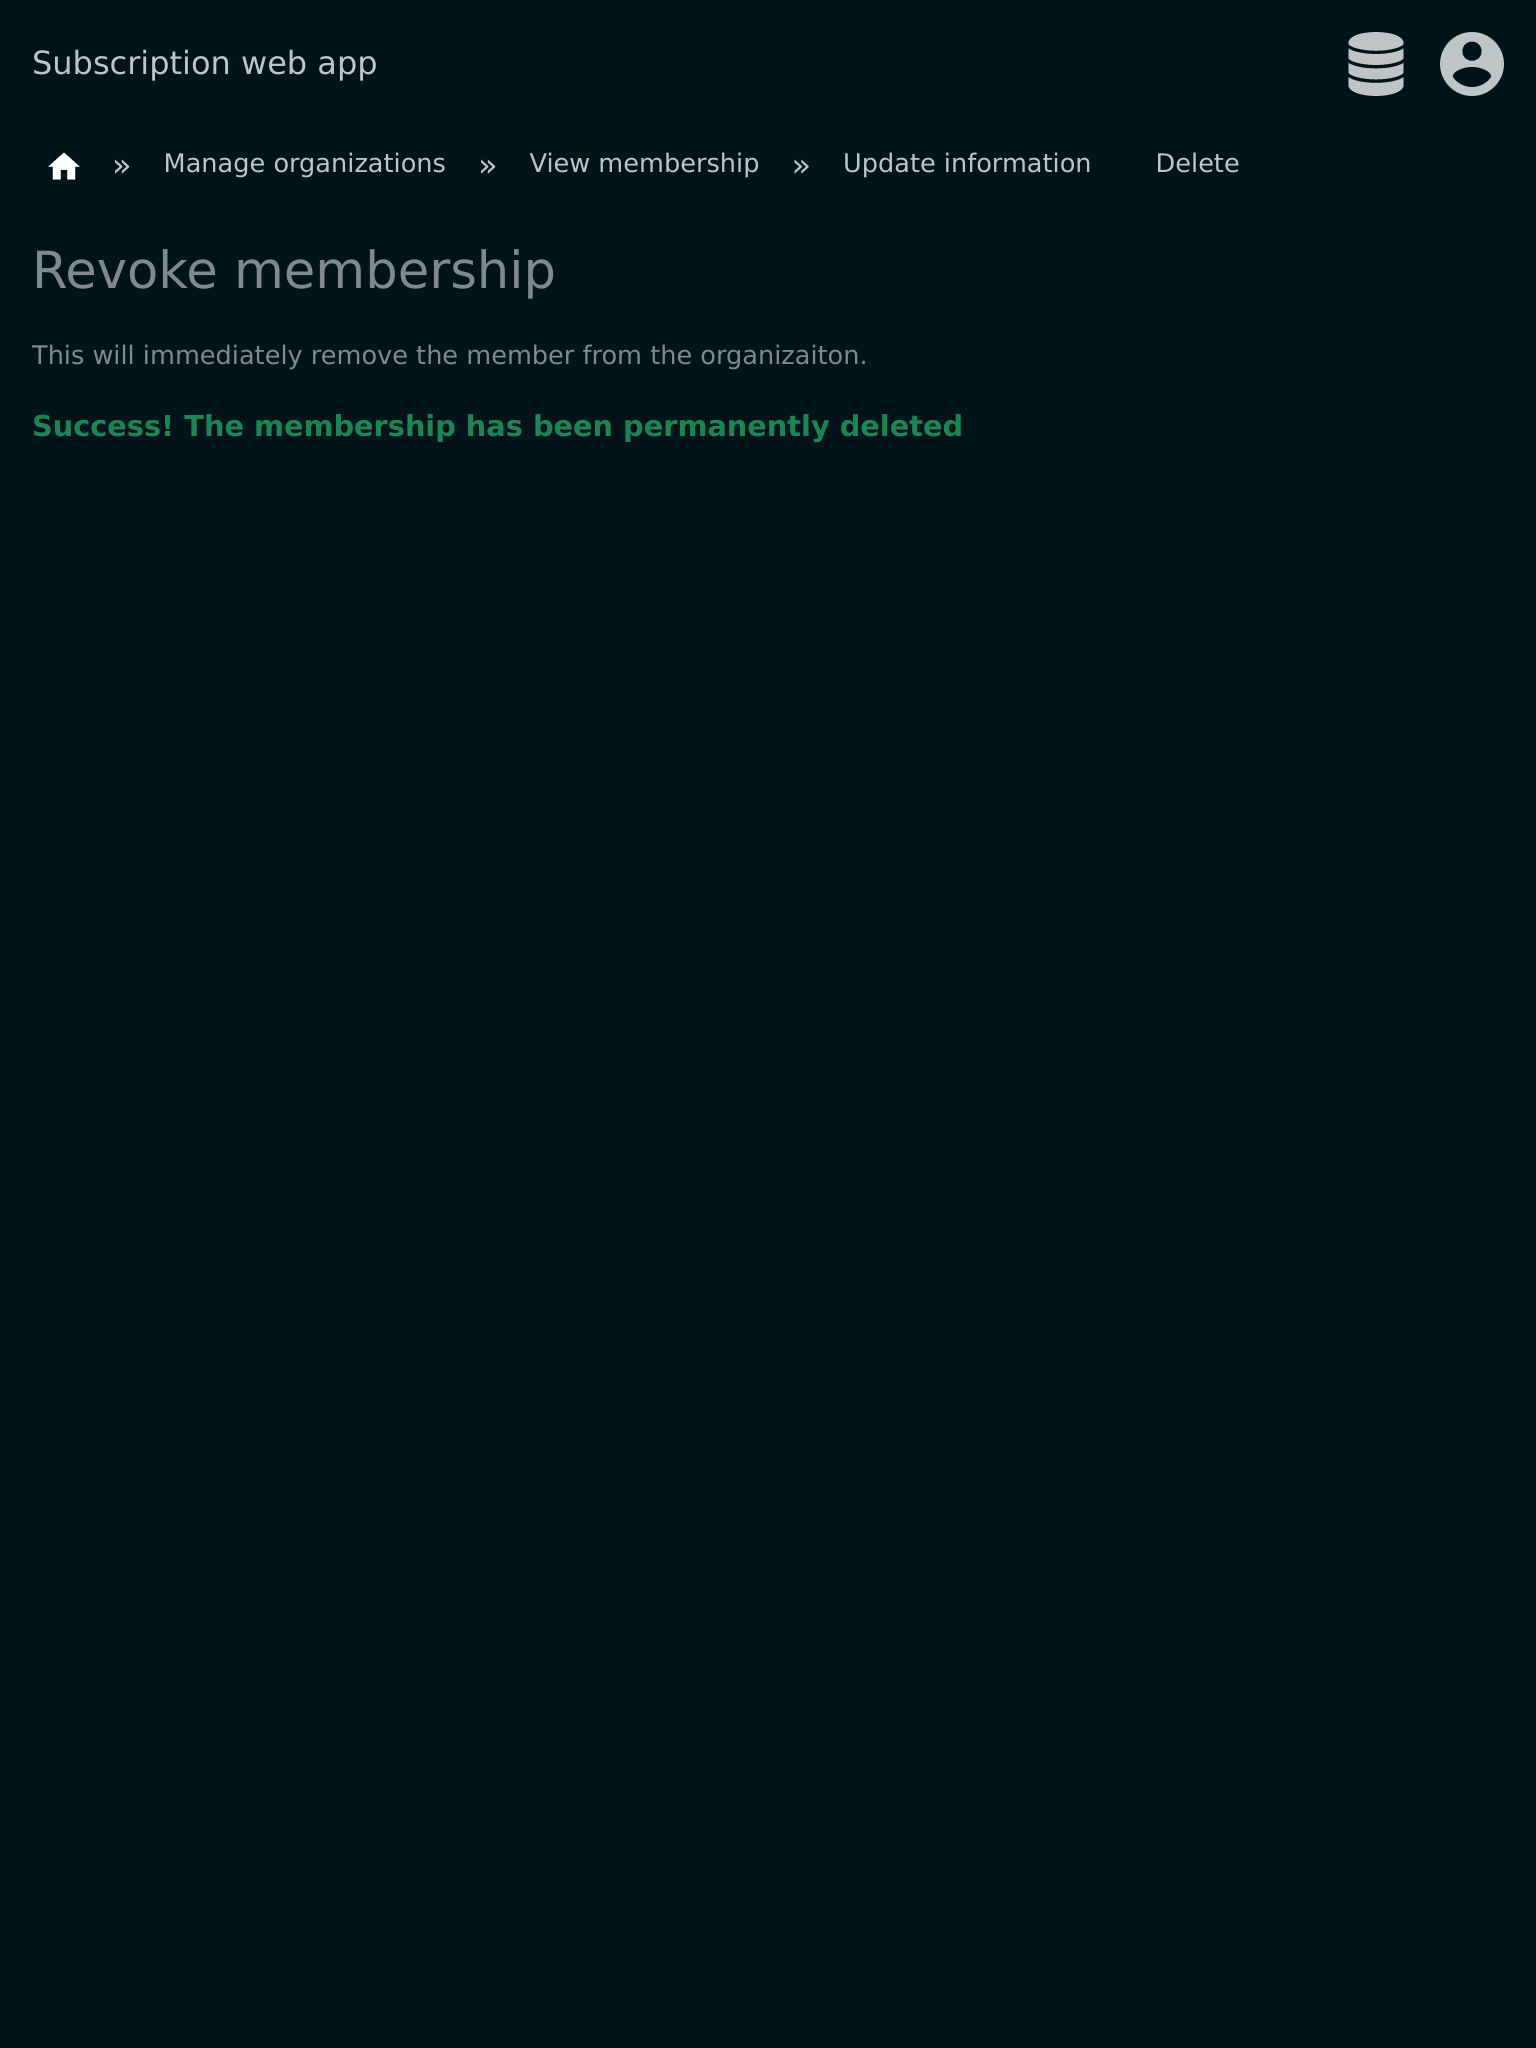 Subscription web app
» Manage organizations » View membership » Update information Delete
Revoke membership
This will immediately remove the member from the organizaiton.
Success! The membership has been permanently deleted